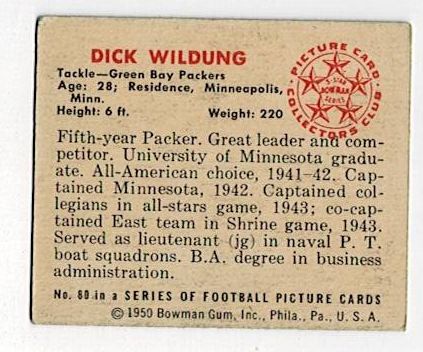 DICK WILDUNG
Tackle—Green Bay Packers
Age: 28; Residence, Minneapolis,
Minn.
Height: 6 ft.   Weight: 220
PICTURE CARD
5-STAR
BOWMAN
SERIES
COLLECTORS CLUB
Fifth-year Packer. Great leader and com-
petitor. University of Minnesota gradu-
ate. All-American choice, 1941-42. Cap-
tained Minnesota, 1942. Captained col-
legians in all-stars game, 1943; co-cap-
tained East team in Shrine game, 1943.
Served as lieutenant (jg) in naval P. T.
boat squadrons. B.A. degree in business
administration.
No. 80 in a SERIES OF FOOTBALL PICTURE CARDS
©1950 Bowman Gum, Inc., Phila., Pa., U. S. A.